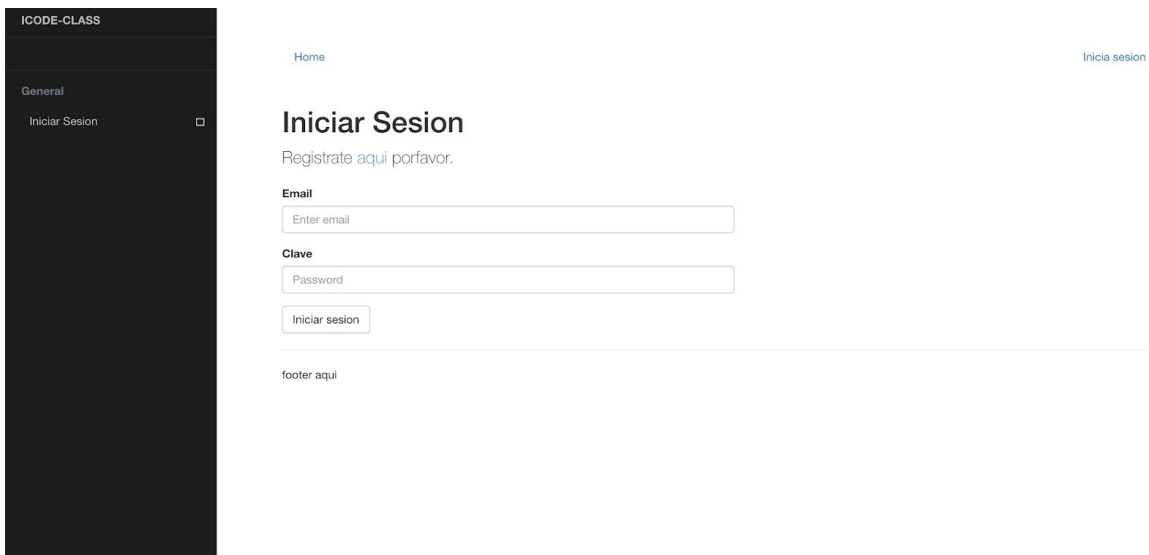 ICODE-CLASS
General
Iniciar Sesion
Home
Inicia sesion
Iniciar Sesion
Registrate aqui porfavor.
Email
Enter email
Clave
Password
Iniciar sesion
footer aqui